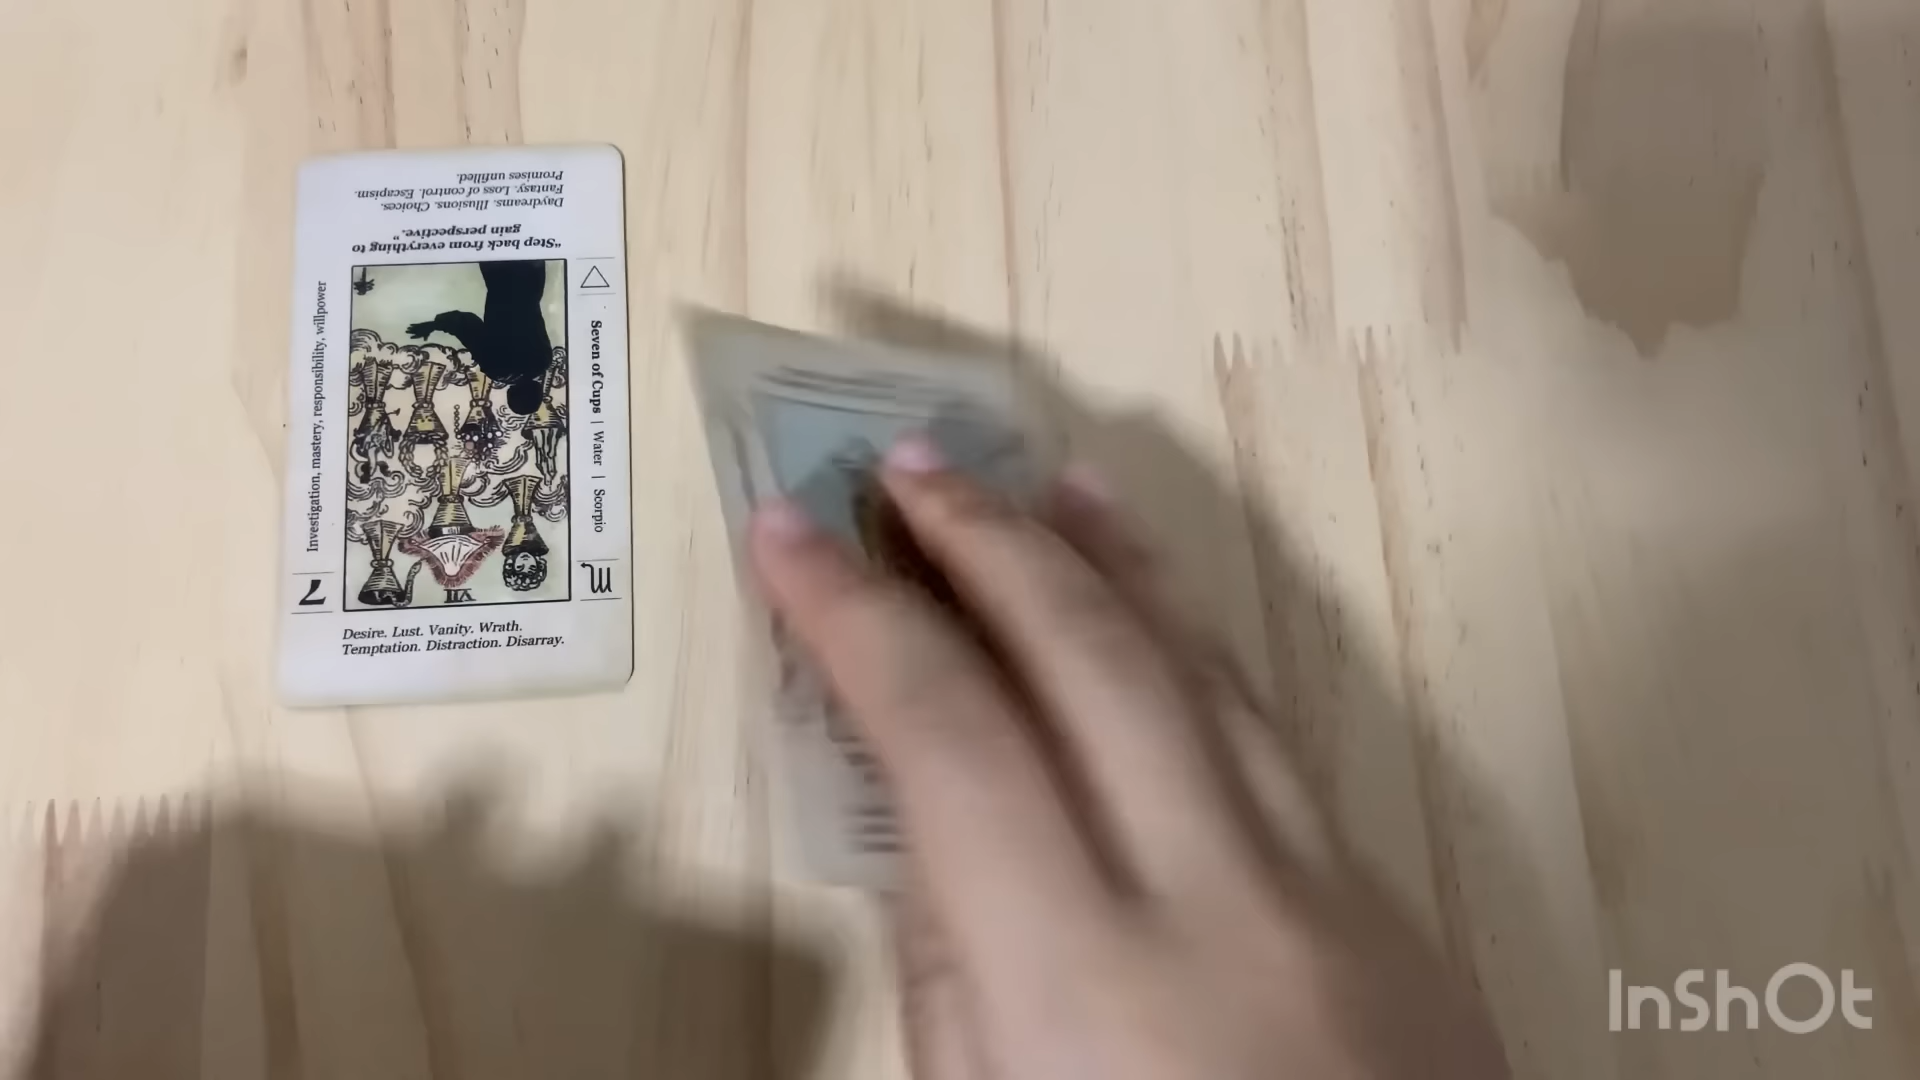 Promises unfilled.
Fantasy. Loss of control. Escapism.
Daydreams. Illusions. Choices.
gain perspective."
"Step back from everything to
Investigation, mastery, responsibility, willpower
7
VII
Seven of Cups | Water | Scorpio
Desire. Lust. Vanity. Wrath.
Temptation. Distraction. Disarray.
InShOt